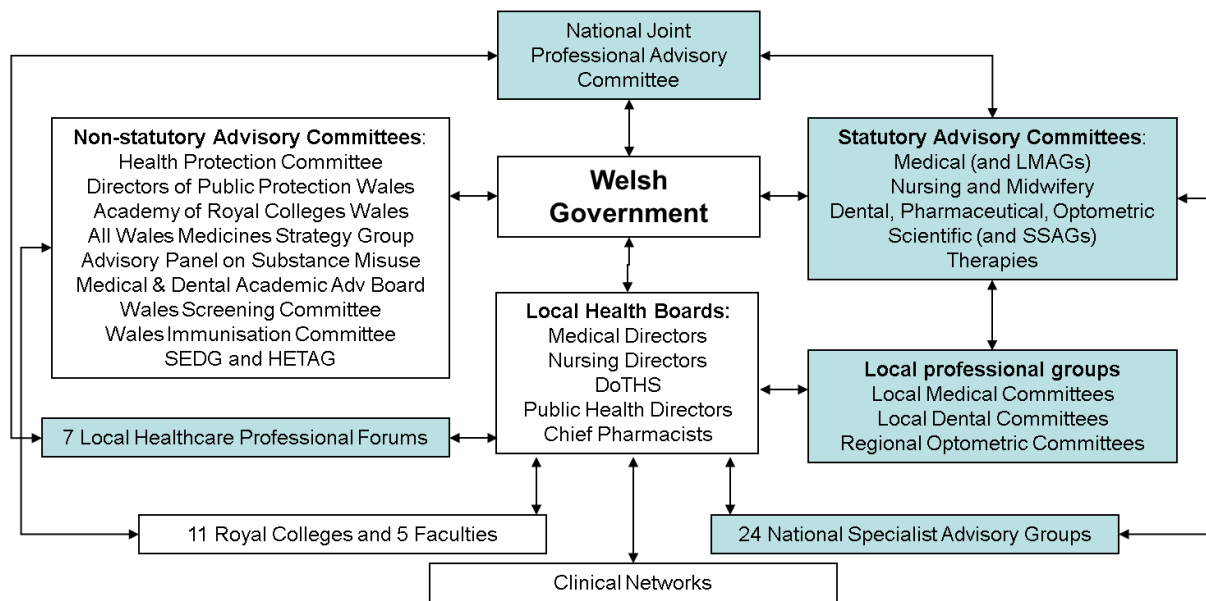 National Joint
Professional Advisory
Committee
Non-statutory Advisory Committees:
Health Protection Committee
Directors of Public Protection Wales
Academy of Royal Colleges Wales
All Wales Medicines Strategy Group
Advisory Panel on Substance Misuse
Medical & Dental Academic Adv Board
Wales Screening Committee
Wales Immunisation Committee
SEDG and HETAG
Welsh
Government
Statutory Advisory Committees:
Medical (and LMAGs)
Nursing and Midwifery
Dental, Pharmaceutical, Optometric
Scientific (and SSAGs)
Therapies
Local Health Boards:
Medical Directors
Nursing Directors
DoTHS
Public Health Directors
Chief Pharmacists
Local professional groups
Local Medical Committees
Local Dental Committees
Regional Optometric Committees
7 Local Healthcare Professional Forums
11 Royal Colleges and 5 Faculties
24 National Specialist Advisory Groups
Clinical Networks